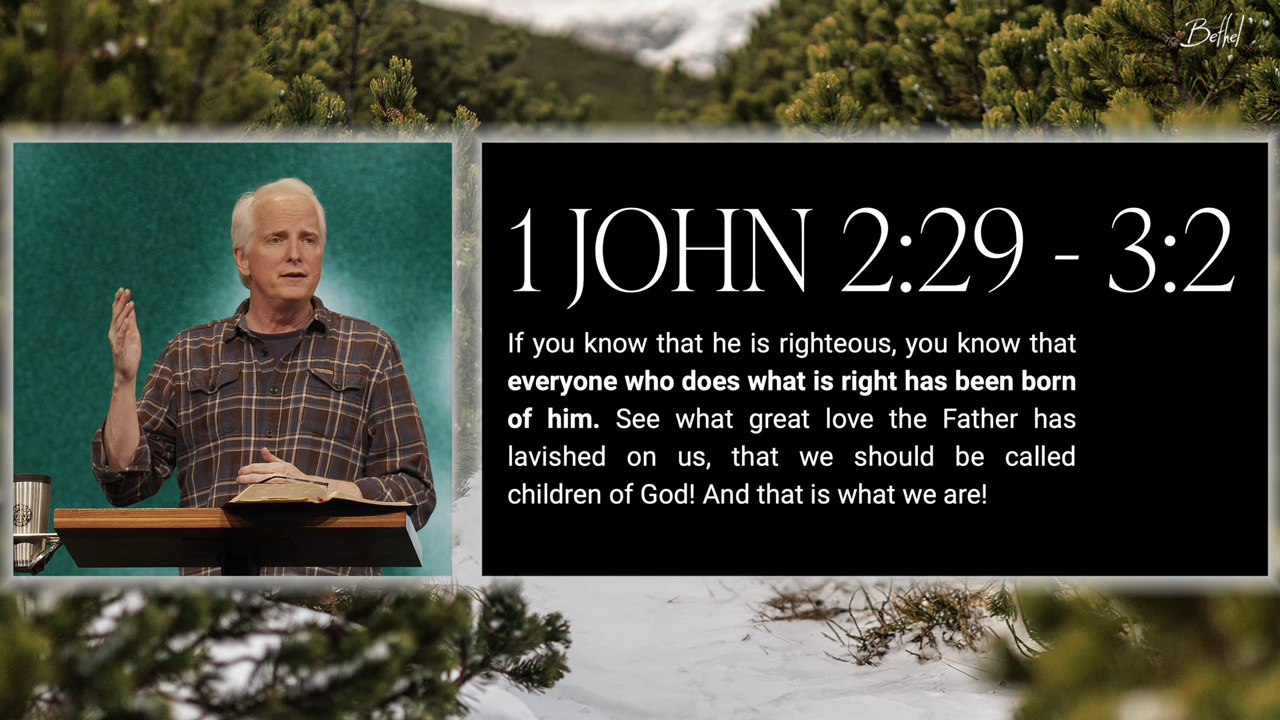 Bethel
1 JOHN 2:29 - 3:2
If you know that he is righteous, you know that
everyone who does what is right has been born
of him. See what great love the Father has
lavished on us, that we should be called
children of God! And that is what we are!